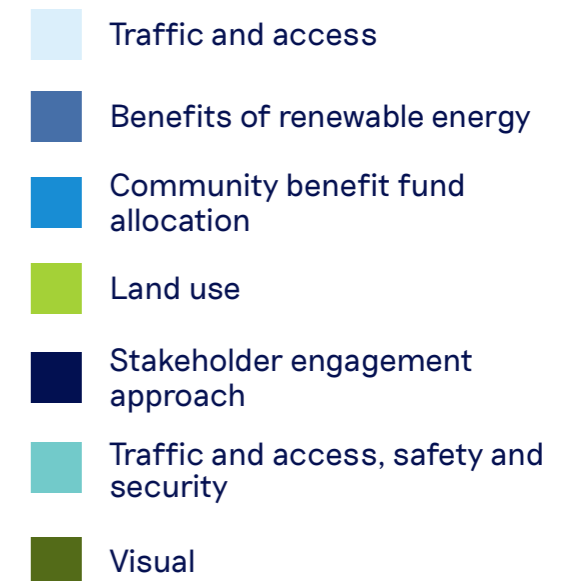 Traffic and access
Benefits of renewable energy
Community benefit fund
allocation
Land use
Stakeholder engagement
approach
Traffic and access, safety and
security
Visual